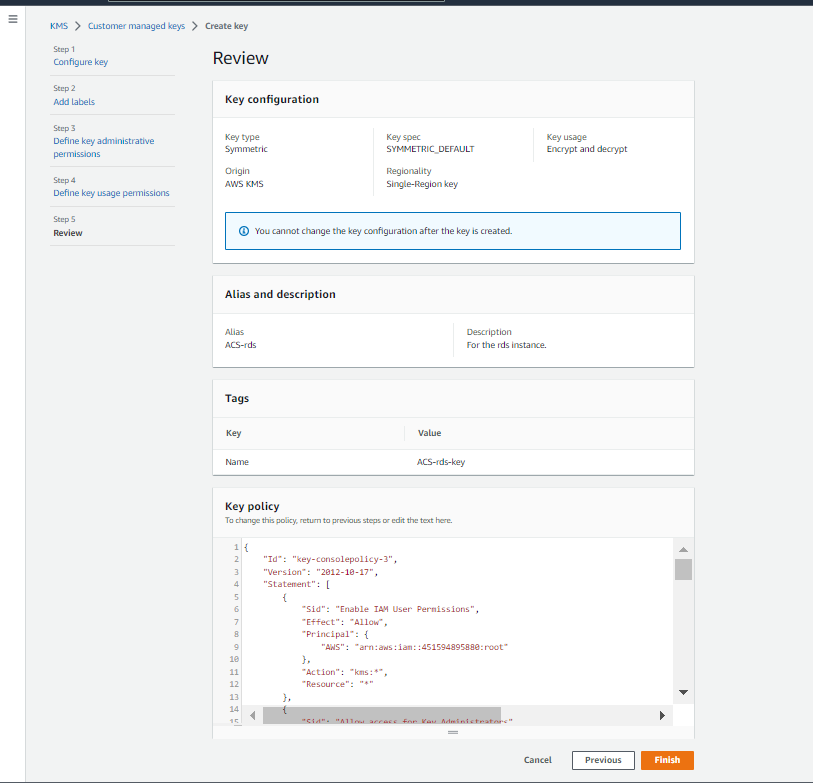 KMS > Customer managed keys > Create key
Step 1
Configure key
Step 2
Add labels
Step 3
Define key administrative
permissions
Step 4
Define key usage permissions
Step 5
Review
Review
Key configuration
Key type
Symmetric
Key spec
SYMMETRIC_DEFAULT
Key usage
Encrypt and decrypt
Origin
AWS KMS
Regionality
Single-Region key
You cannot change the key configuration after the key is created.
Alias and description
Alias
ACS-rds
Description
For the rds instance.
Tags
Key Value
Name ACS-rds-key
Key policy
To change this policy, return to previous steps or edit the text here.
1 {
2 "Id": "key-consolepolicy-3",
3 "Version": "2012-10-17",
4 "Statement": [
5 {
6 "Sid": "Enable IAM User Permissions",
7 "Effect": "Allow",
8 "Principal": {
9 "AWS": "arn:aws:iam::451594895880:root"
10 },
11 "Action": "kms:*",
12 "Resource": "*"
13 },
14 {
15 "Sid": "Allow access for Key Administrators"
Cancel Previous Finish